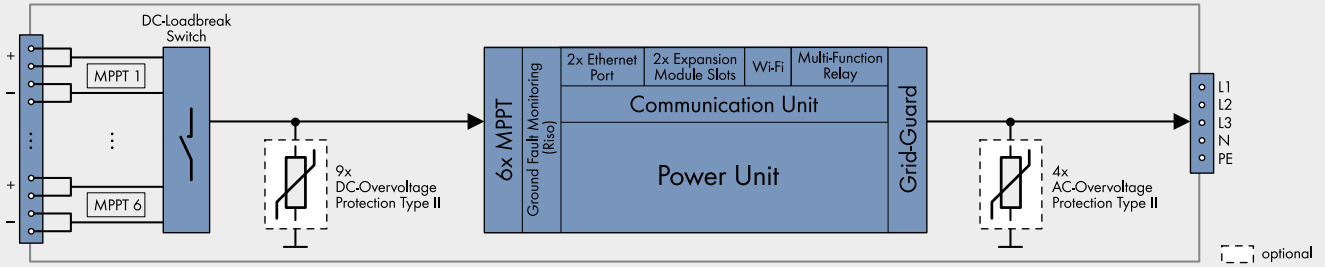 DC-Loadbreak
Switch
+
MPPT 1
−
⋮
⋮
+
MPPT 6
−
9x
DC-Overvoltage
Protection Type II
6x MPPT
Ground Fault Monitoring
(Riso)
2x Ethernet
Port
2x Expansion
Module Slots
Wi-Fi
Multi-Function
Relay
Communication Unit
Power Unit
Grid-Guard
4x
AC-Overvoltage
Protection Type II
L1
L2
L3
N
PE
optional